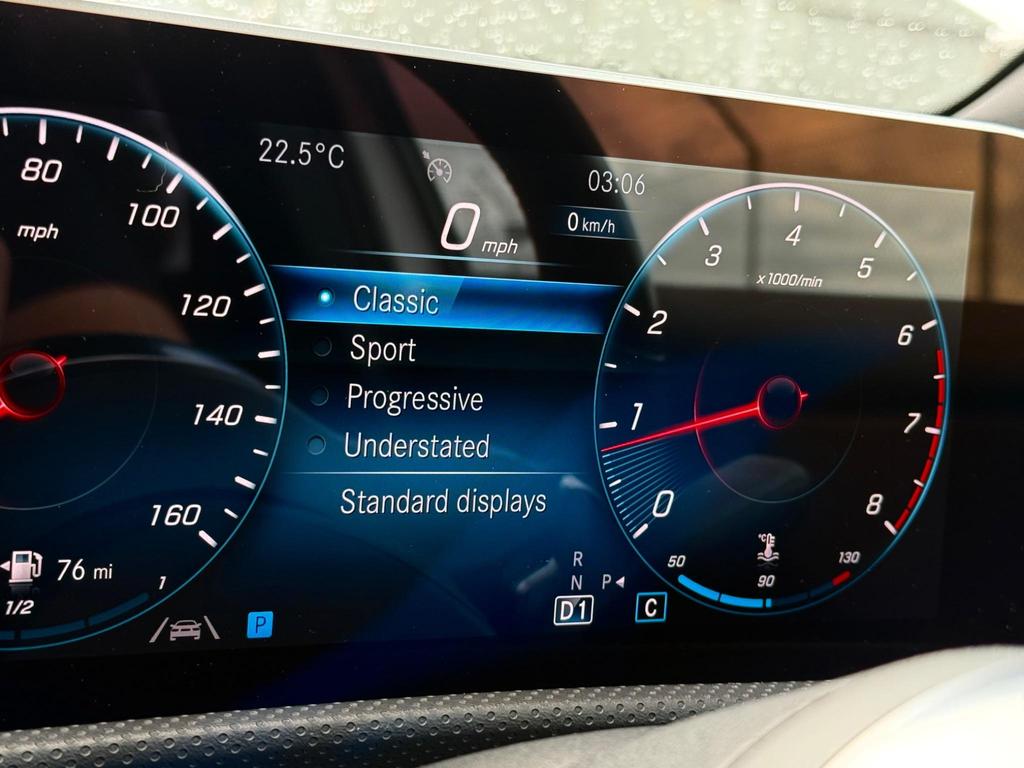 22.5°C
03:06
0 mph
0 km/h
Classic
Sport
Progressive
Understated
Standard displays
80
100
120
140
160
mph
76 mi
1/2
1
P
R
N
P
D1
C
0
1
2
3
4
5
6
7
8
x1000/min
°C
50
90
130